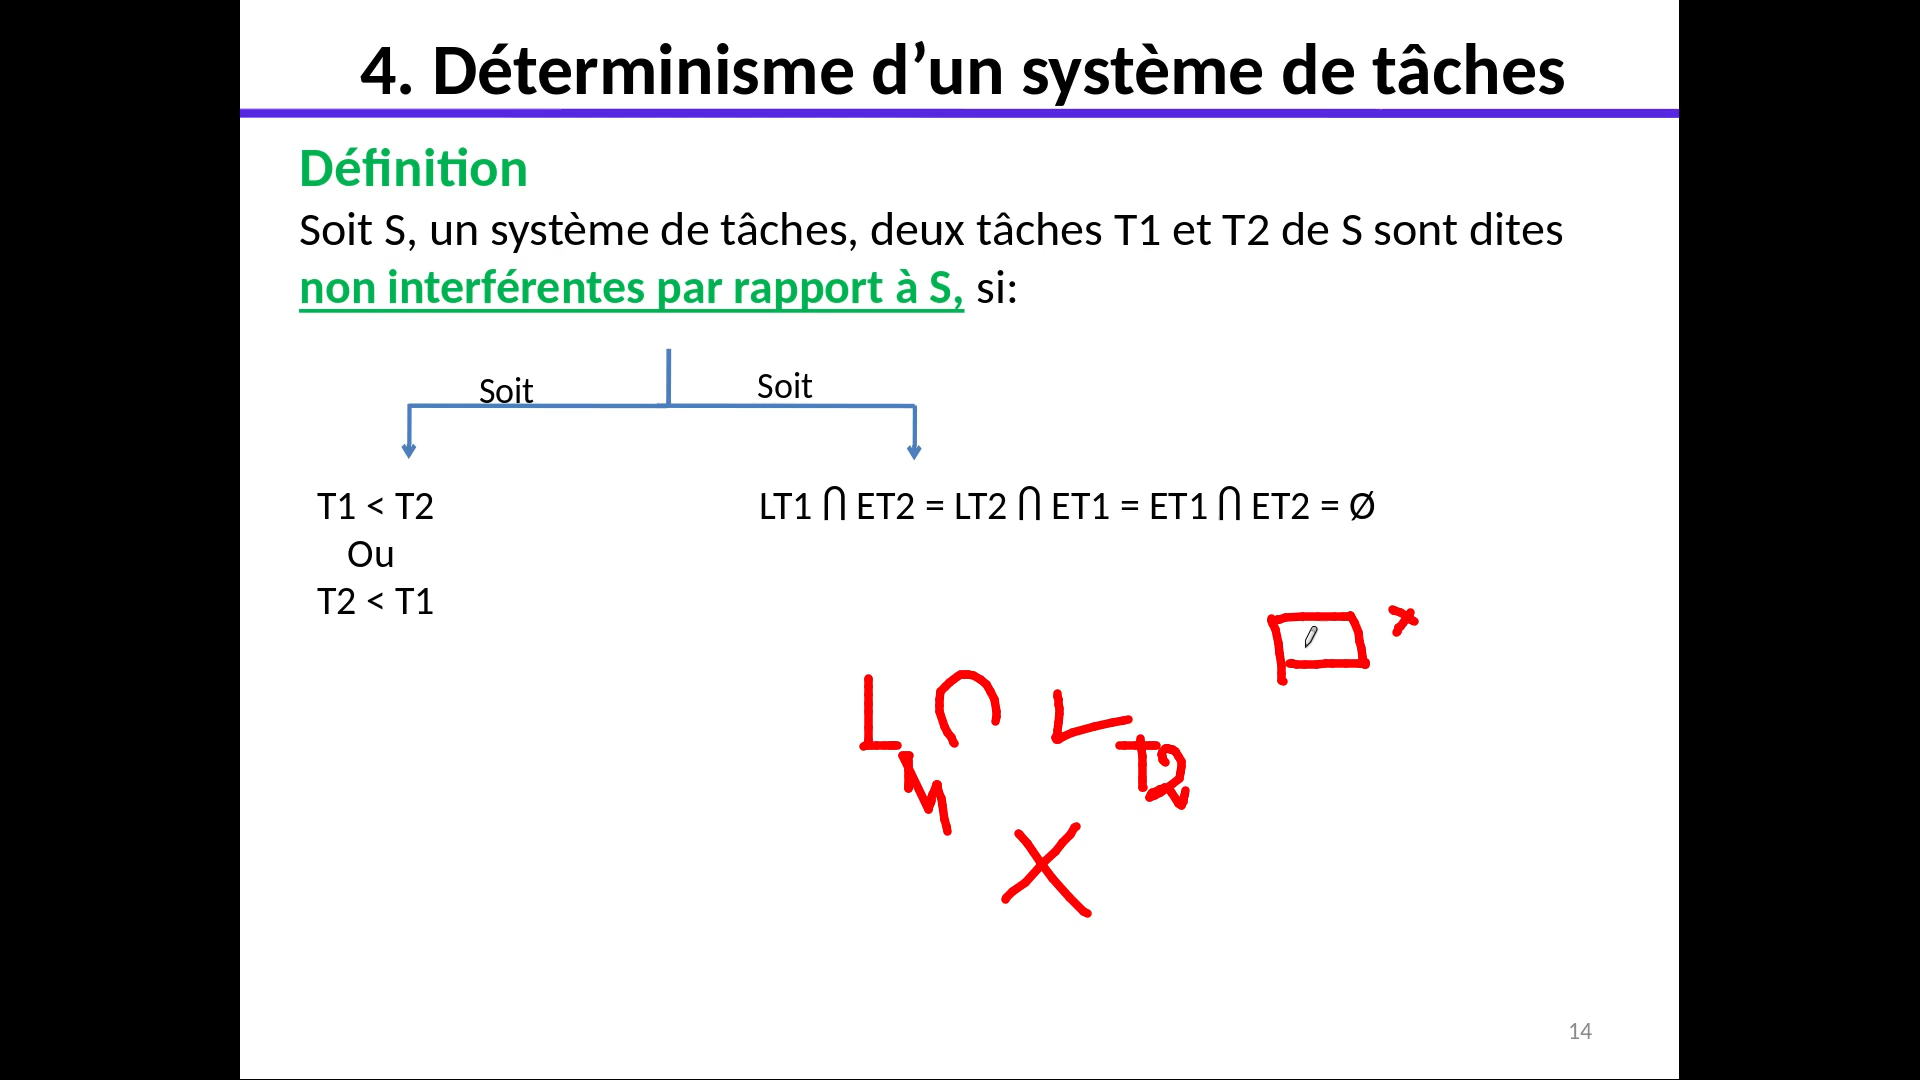 4. Déterminisme d’un système de tâches
Définition
Soit S, un système de tâches, deux tâches T1 et T2 de S sont dites
non interférentes par rapport à S, si:
Soit Soit
T1 < T2 LT1 ⋂ ET2 = LT2 ⋂ ET1 = ET1 ⋂ ET2 = Ø
Ou
T2 < T1
x
L ∩ L T2
X
14